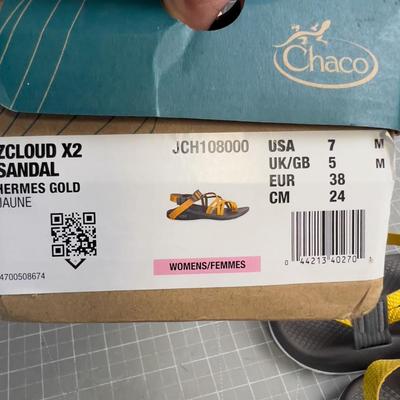 Chaco
ZCLOUD X2
SANDAL
HERMES GOLD
JAUNE
JCH108000
USA 7 M
UK/GB 5 M
EUR 38
CM 24
WOMENS/FEMMES
4700508674
0 44213 40270